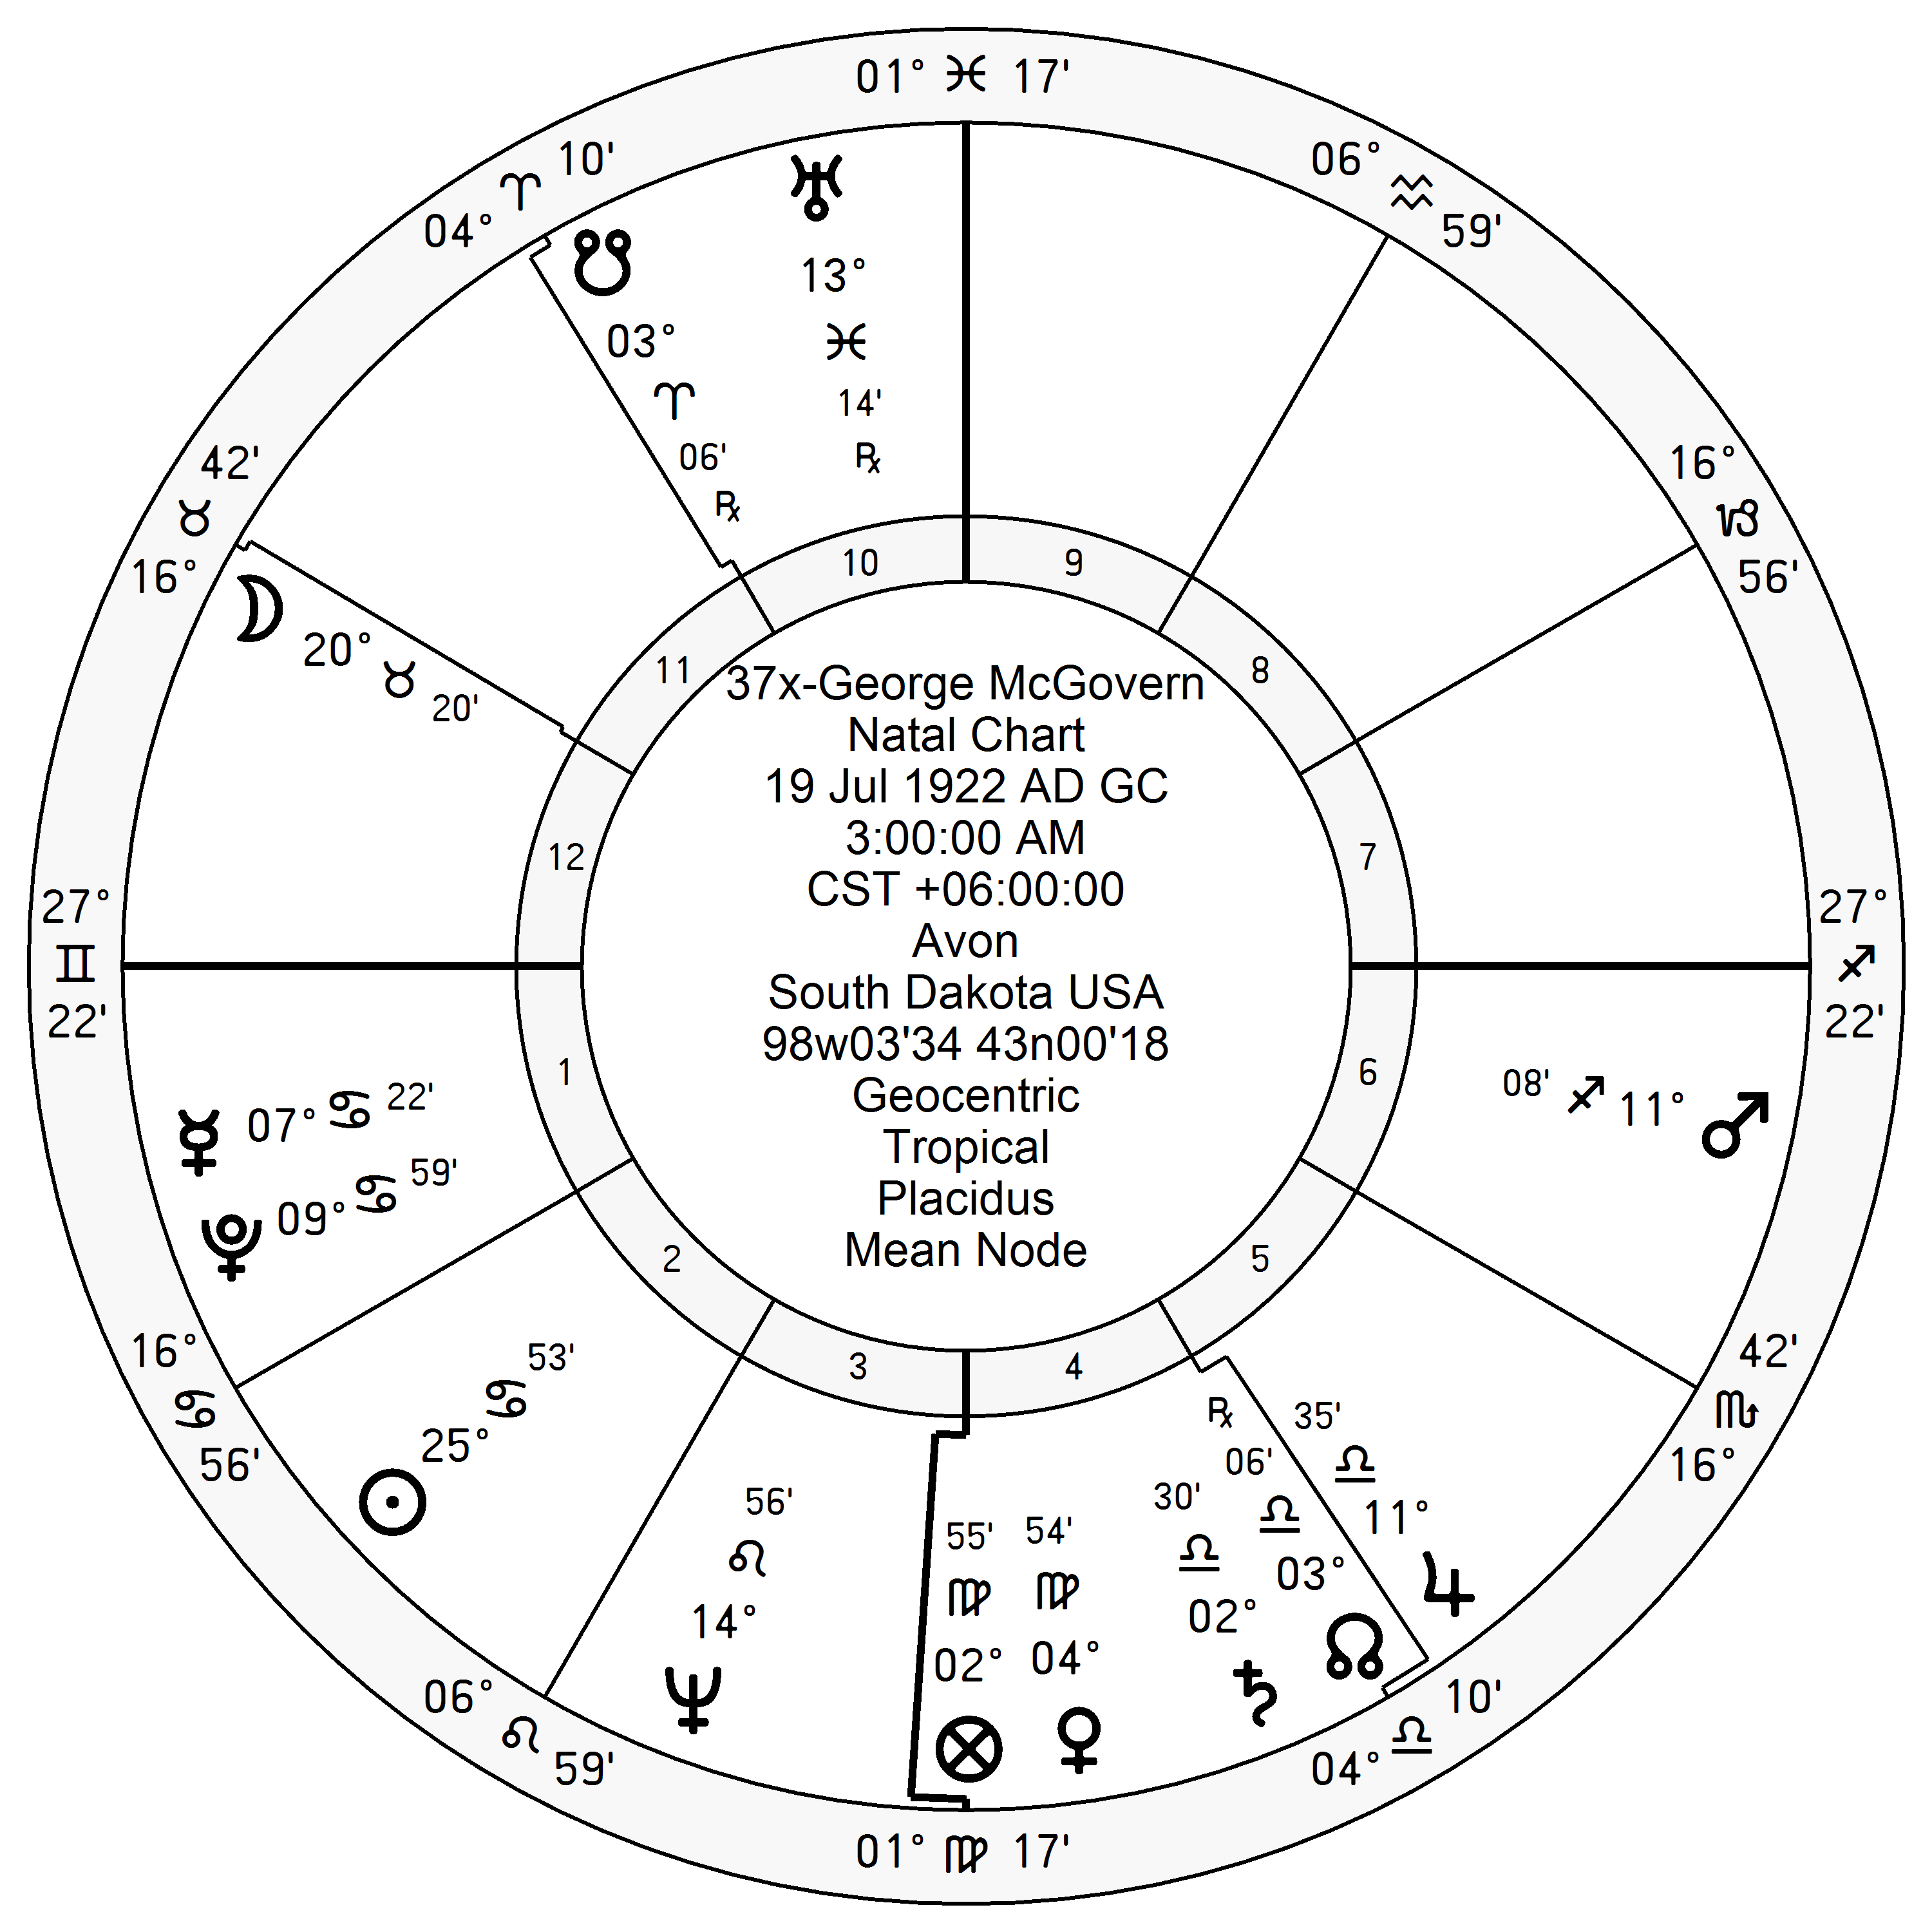 01° ♓ 17'
10' 06°
♈ ♒
04° 59'
13°
03° ♓
♈ 14'
06' ℞
℞
42' 16°
♉ ♑
16° 56'
20° ♉ 20'
10 9
11 8
12 7
1 6
2 5
3 4
37x-George McGovern
Natal Chart
19 Jul 1922 AD GC
3:00:00 AM
CST +06:00:00
Avon
South Dakota USA
98w03'34 43n00'18
Geocentric
Tropical
Placidus
Mean Node
27° 27°
♊ ♐
22' 22'
07° ♋ 22'
09° ♋ 59'
08' ♐ 11°
16° 42'
♋ ♏
56' 16°
53'
♋
25°
56'
♌
14°
55' 54'
♍ ♍
02° 04°
30'
♎
02°
℞
06'
♎
03°
35'
♎
11°
06° 10'
♌ ♎
59' 04°
01° ♍ 17'